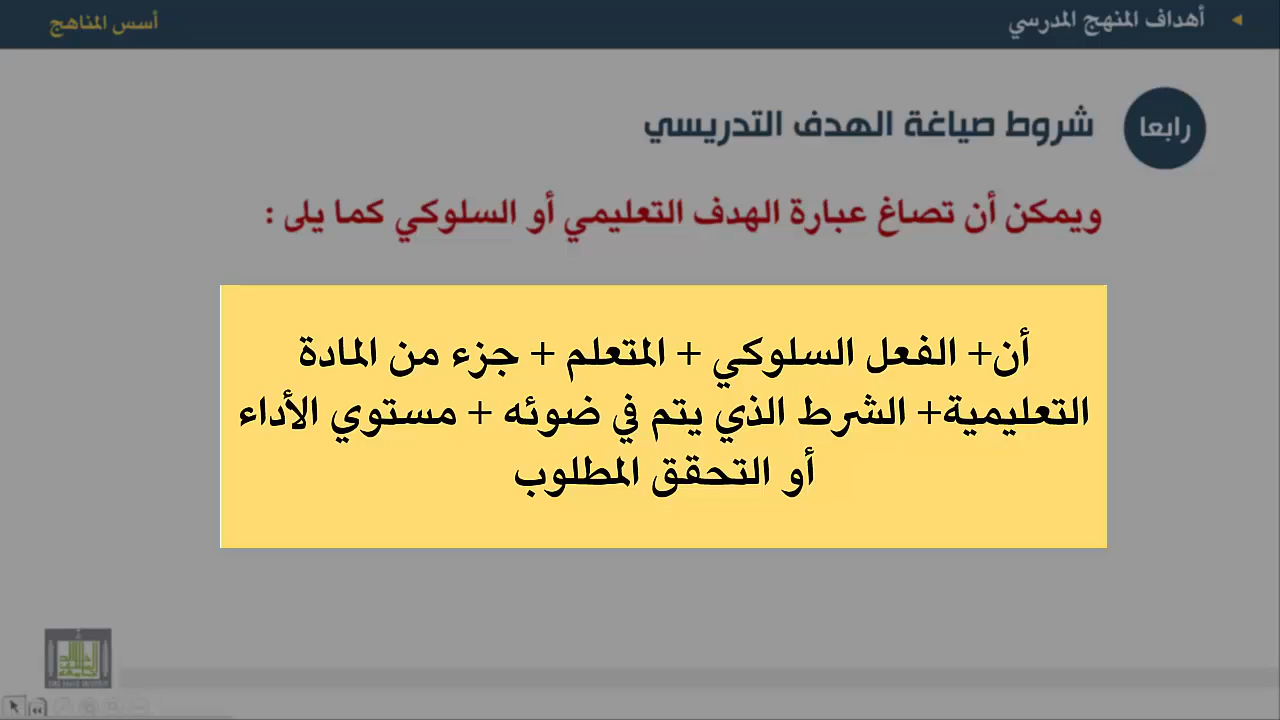 أهداف المنهج المدرسي
أسس المناهج
رابعا
شروط صياغة الهدف التدريسي
ويمكن أن تصاغ عبارة الهدف التعليمي أو السلوكي كما يلى :
أن+ الفعل السلوكي + المتعلم + جزء من المادة
التعليمية+ الشرط الذي يتم في ضوئه + مستوي الأداء
أو التحقق المطلوب